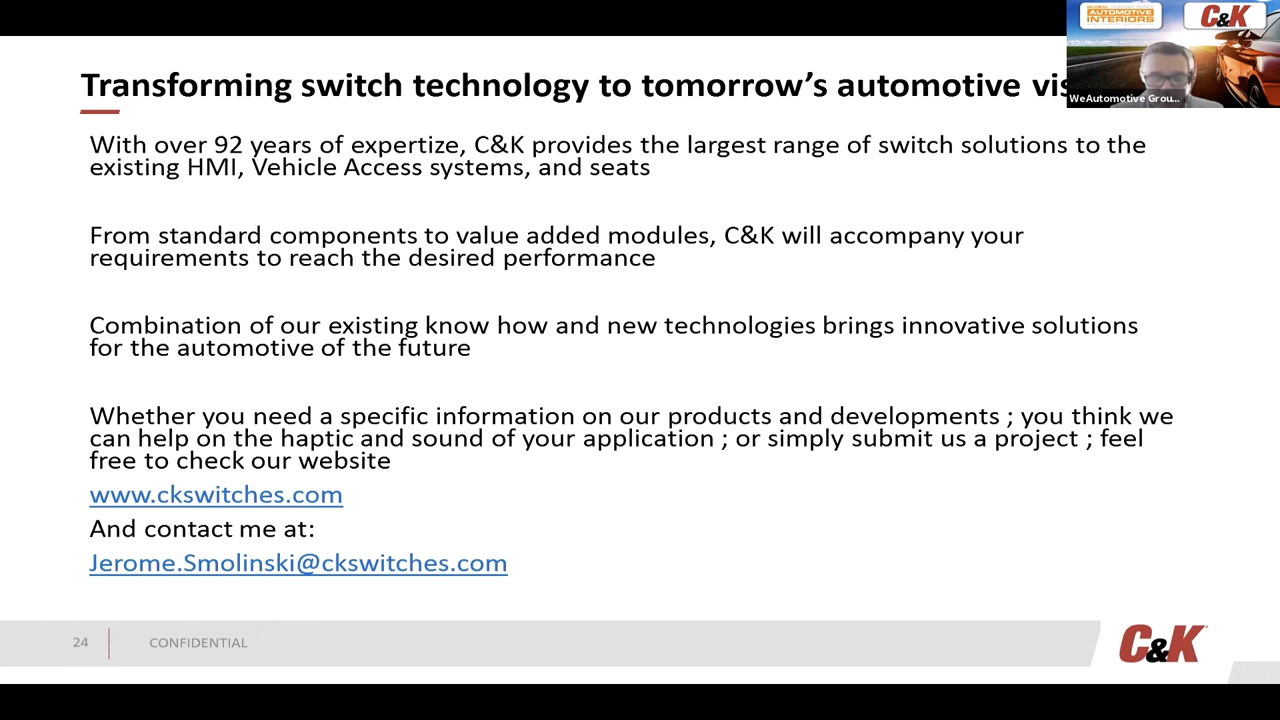 GLOBAL
AUTOMOTIVE
INTERIORS
C&K
WeAutomotive Grou...
Transforming switch technology to tomorrow's automotive
With over 92 years of expertize, C&K provides the largest range of switch solutions to the
existing HMI, Vehicle Access systems, and seats
From standard components to value added modules, C&K will accompany your
requirements to reach the desired performance
Combination of our existing know how and new technologies brings innovative solutions
for the automotive of the future
Whether you need a specific information on our products and developments ; you think we
can help on the haptic and sound of your application ; or simply submit us a project ; feel
free to check our website
www.ckswitches.com
And contact me at:
Jerome.Smolinski@ckswitches.com
24
CONFIDENTIAL
C&K